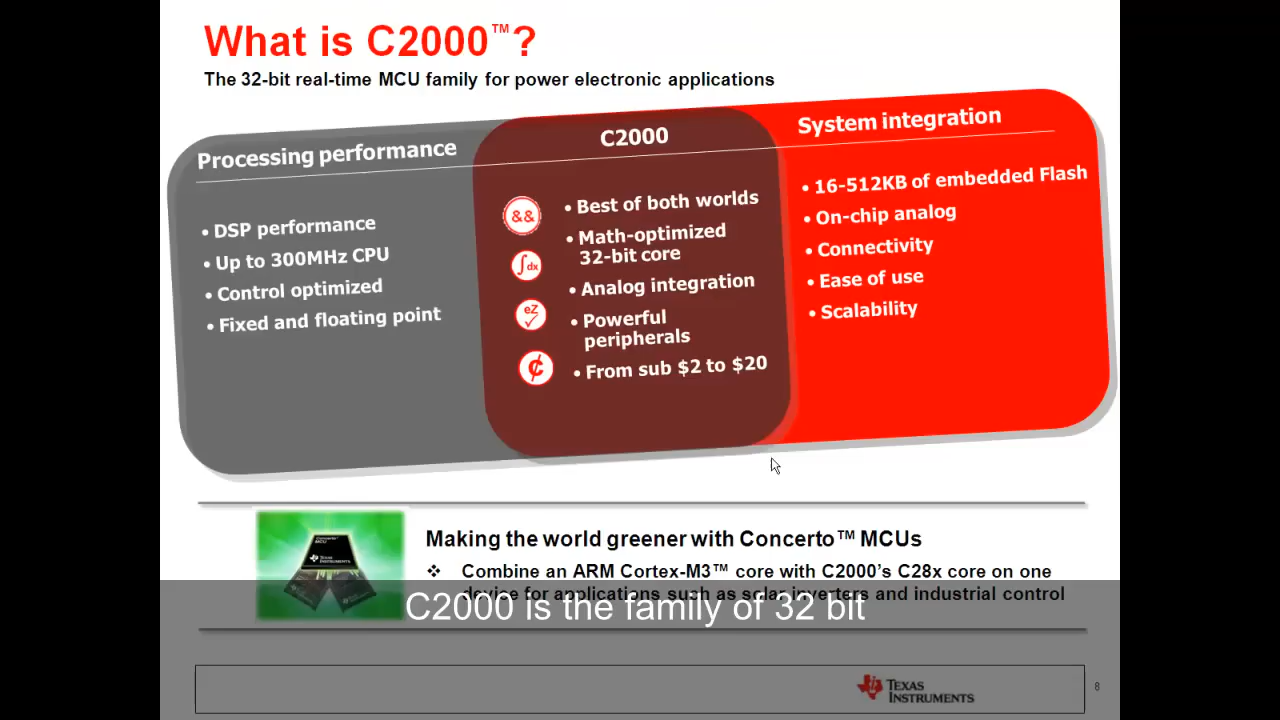 What is C2000™?
The 32-bit real-time MCU family for power electronic applications
Processing performance
• DSP performance
• Up to 300MHz CPU
• Control optimized
• Fixed and floating point
C2000
&&
∫dx
eZ
✓
¢
• Best of both worlds
• Math-optimized
32-bit core
• Analog integration
• Powerful
peripherals
• From sub $2 to $20
System integration
• 16-512KB of embedded Flash
• On-chip analog
• Connectivity
• Ease of use
• Scalability
Concerto™
MCU
TEXAS
INSTRUMENTS
Making the world greener with Concerto™ MCUs
❖ Combine an ARM Cortex-M3™ core with C2000's C28x core on one
device for applications such as solar inverters and industrial control
C2000 is the family of 32 bit
TEXAS
INSTRUMENTS
8